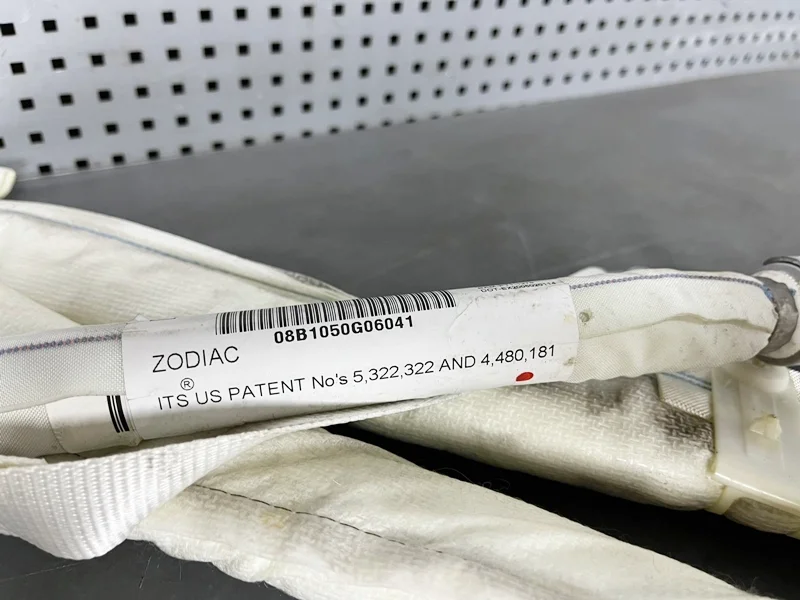 08B1050G06041
ZODIAC
®
ITS US PATENT No's 5,322,322 AND 4,480,181